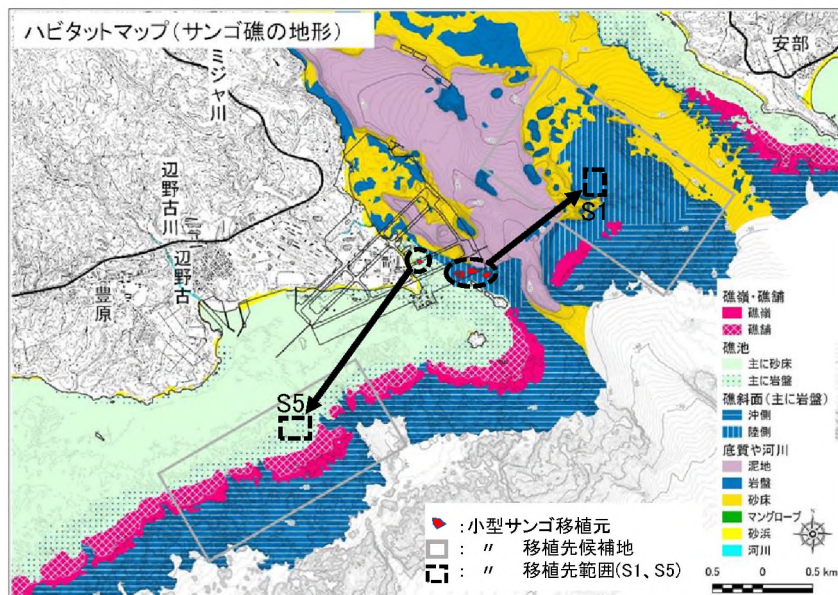 ハビタットマップ（サンゴ礁の地形）
ミジャ川
安部
辺野古川
辺野古
豊原
S1
S5
礁嶺・礁舗
礁嶺
礁舗
礁池
主に砂床
主に岩盤
礁斜面（主に岩盤）
沖側
陸側
底質や河川
泥地
岩盤
砂床
マングローブ
砂浜
河川
：小型サンゴ移植元
： 〃 移植先候補地
： 〃 移植先範囲(S1、S5)
0.5 0 0.5 km